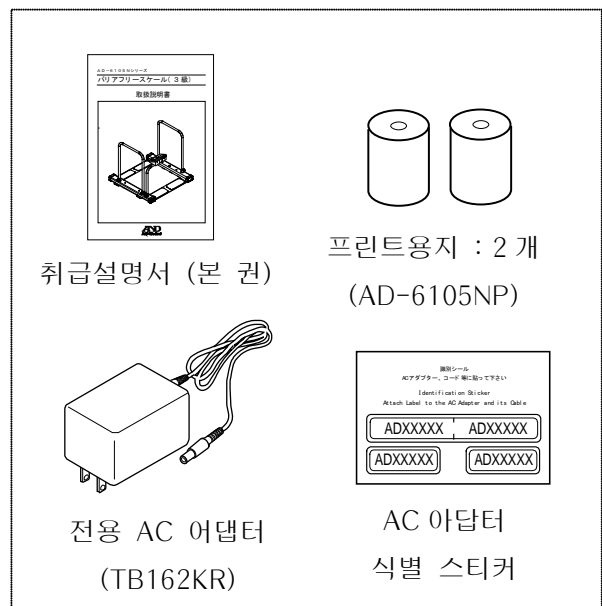 AD-6105Nシリーズ
バリアフリースケール(3級)
取扱説明書
AND
취급설명서 (본 권)
프린트용지 : 2 개
(AD-6105NP)
전용 AC 어댑터
(TB162KR)
識別シール
ACアダプター、コード等に貼って下さい
Identification Sticker
Attach Label to the AC Adapter and its Cable
ADXXXXX ADXXXXX
ADXXXXX ADXXXXX
AC 아답터
식별 스티커